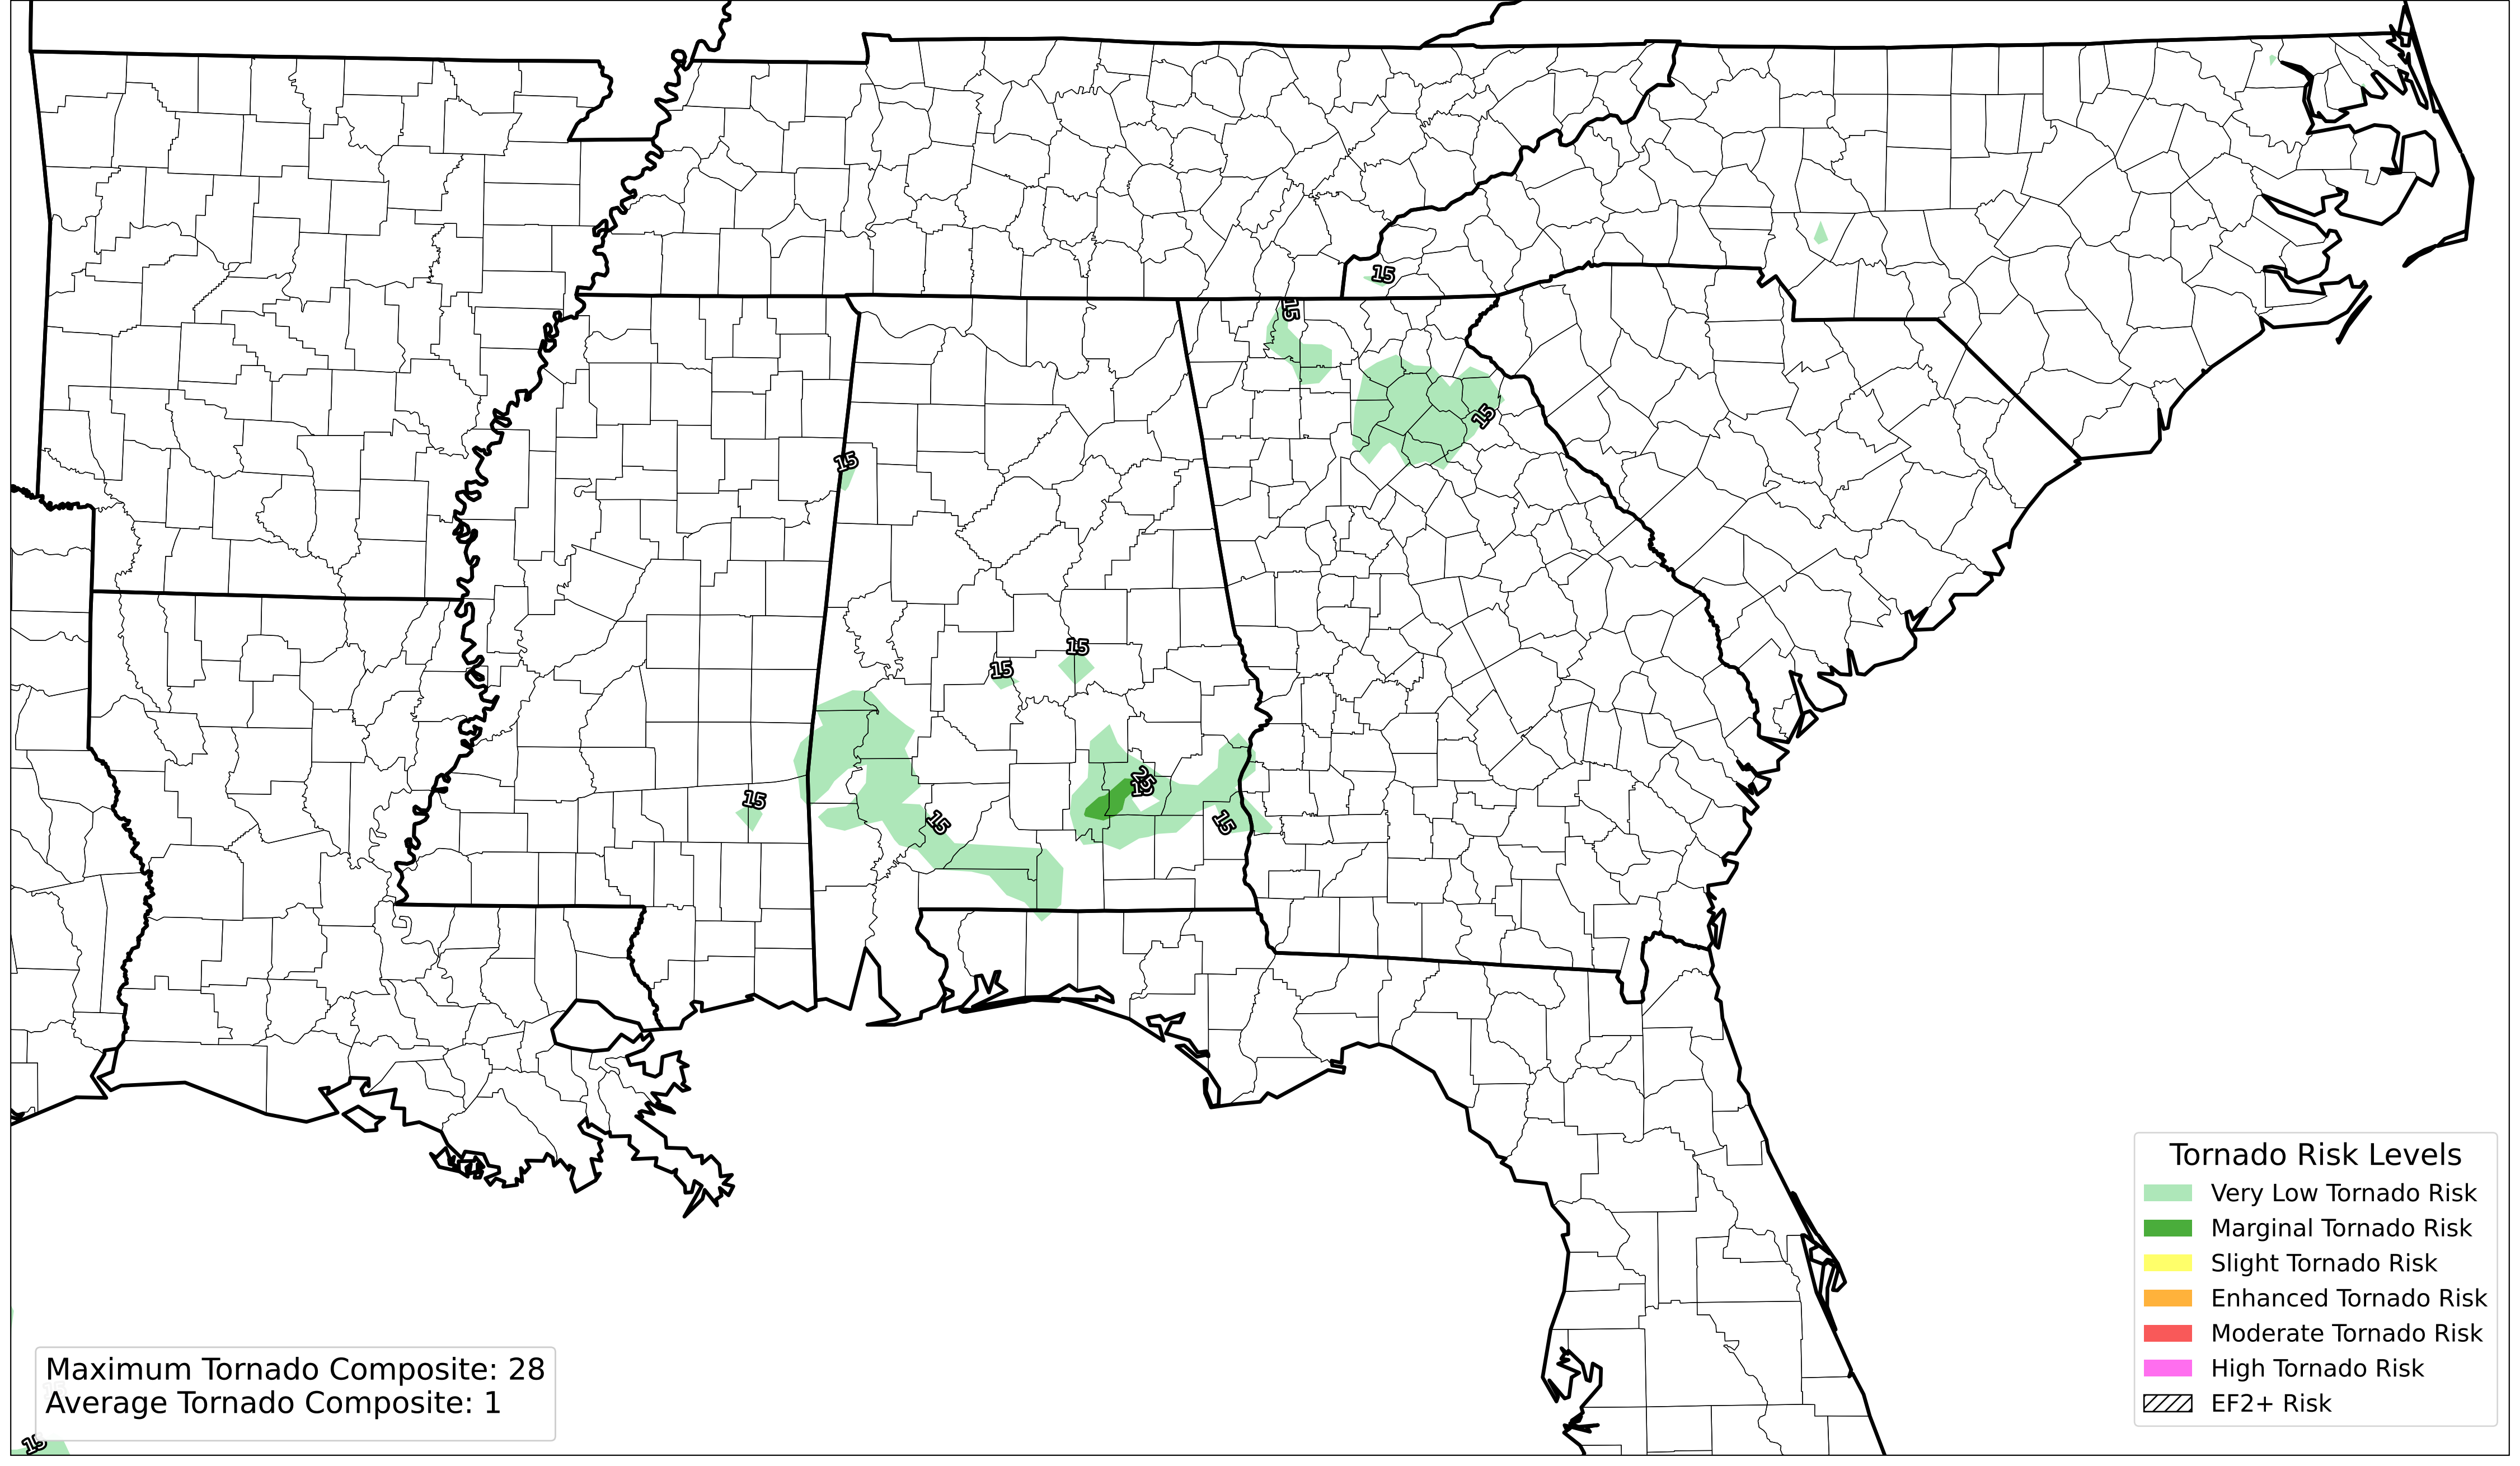 15
15
15
15
15
15
15
25
15
15
15
Tornado Risk Levels
Very Low Tornado Risk
Marginal Tornado Risk
Slight Tornado Risk
Enhanced Tornado Risk
Moderate Tornado Risk
High Tornado Risk
EF2+ Risk
Maximum Tornado Composite: 28
Average Tornado Composite: 1
15